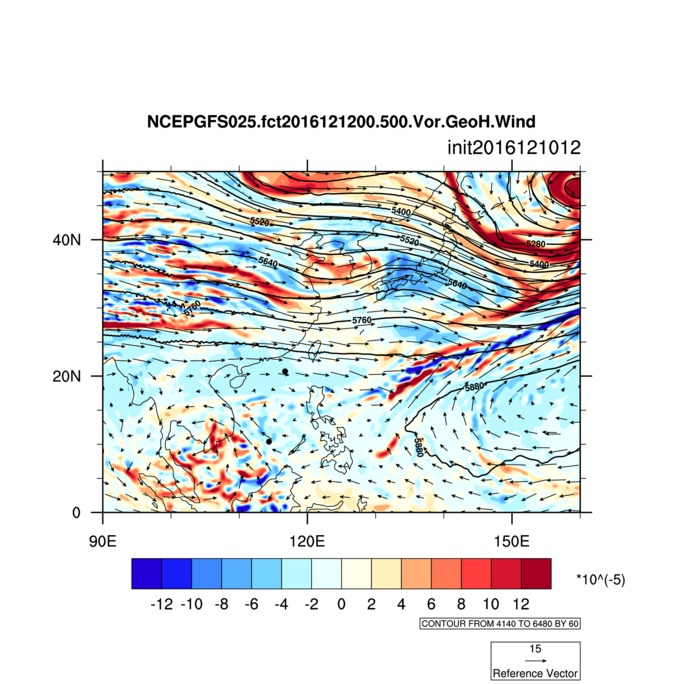 NCEPGFS025.fct2016121200.500.Vor.GeoH.Wind
init2016121012
5520
5400
5280
40N
5520
5400
5640
5640
5760
5760
20N
5880
5880
0
90E 120E 150E
-12 -10 -8 -6 -4 -2 0 2 4 6 8 10 12
*10^(-5)
CONTOUR FROM 4140 TO 6480 BY 60
15
Reference Vector